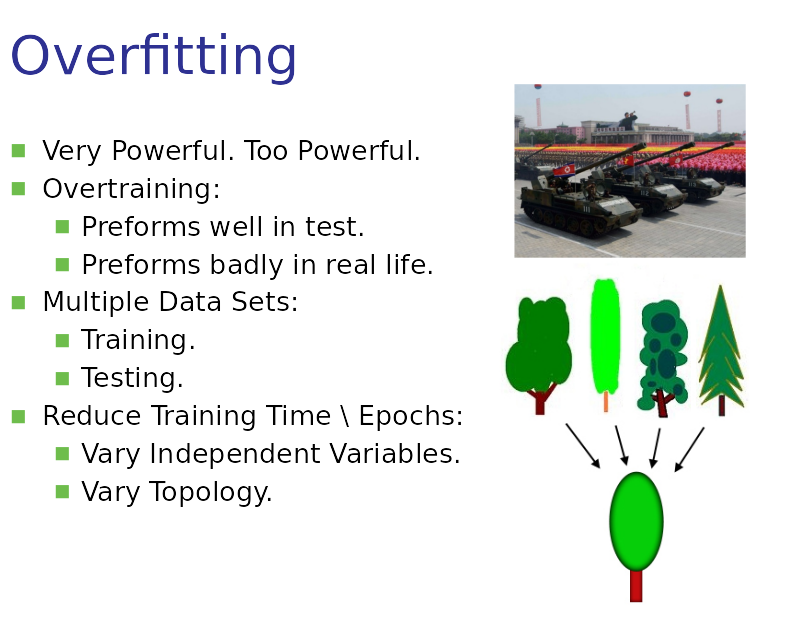 Overfitting
Very Powerful. Too Powerful.
Overtraining:
Preforms well in test.
Preforms badly in real life.
Multiple Data Sets:
Training.
Testing.
Reduce Training Time \ Epochs:
Vary Independent Variables.
Vary Topology.